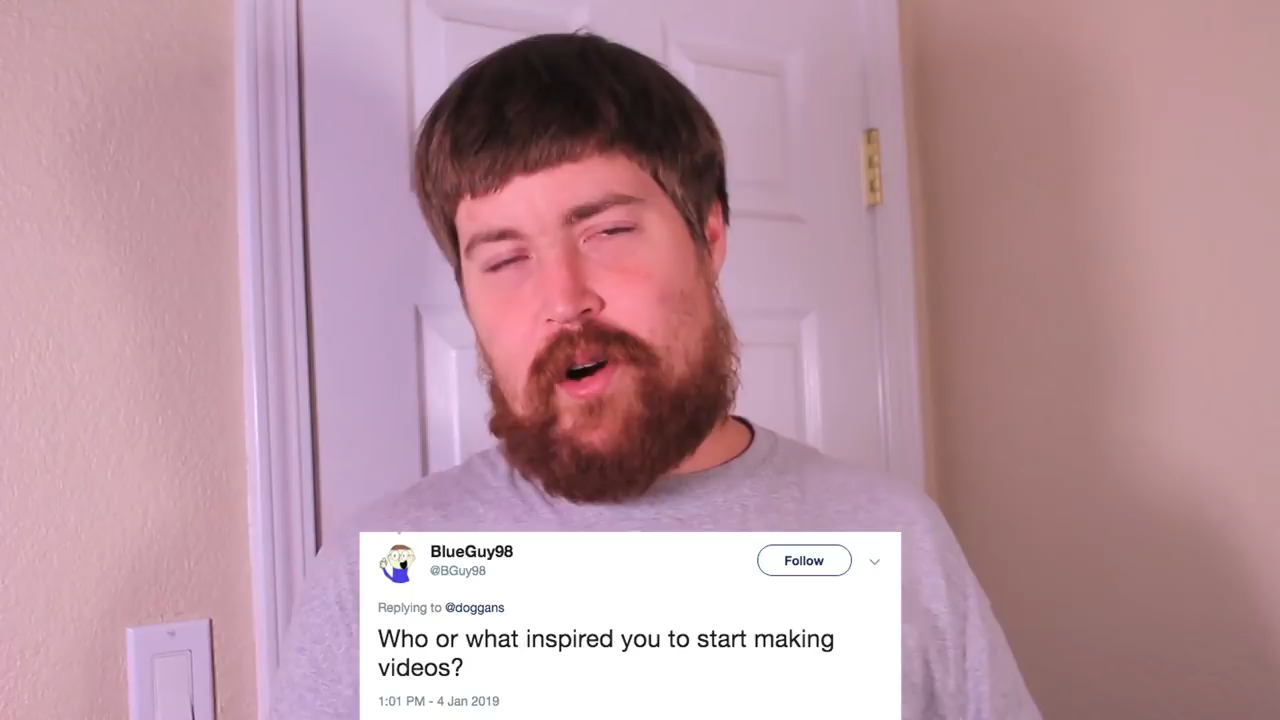 BlueGuy98
@BGuy98
Follow
Replying to @doggans
Who or what inspired you to start making
videos?
1:01 PM - 4 Jan 2019